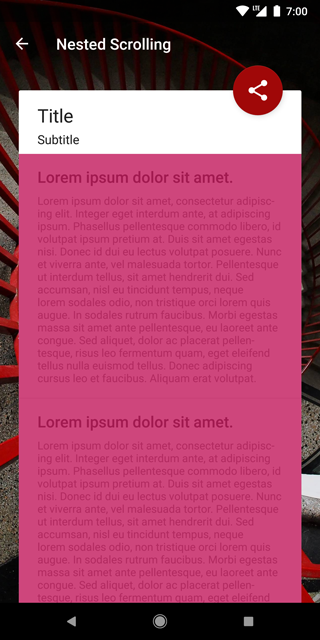 LTE 7:00
Nested Scrolling
Title
Subtitle
Lorem ipsum dolor sit amet.
Lorem ipsum dolor sit amet, consectetur adipisc-
ing elit. Integer eget interdum ante, at adipiscing
ipsum. Phasellus pellentesque commodo libero, id
volutpat ipsum pretium at. Duis sit amet egestas
nisi. Donec id dui eu lectus volutpat posuere. Nunc
et viverra ante, vel malesuada tortor. Pellentesque
ut interdum tellus, sit amet hendrerit dui. Sed
accumsan, nisl eu tincidunt tempus, neque
lorem sodales odio, non tristique orci lorem quis
augue. In sodales rutrum faucibus. Morbi egestas
massa sit amet ante pellentesque, eu laoreet ante
congue. Sed aliquet, dolor ac placerat pellen-
tesque, risus leo fermentum quam, eget eleifend
tellus nulla euismod tellus. Donec adipiscing
cursus leo et faucibus. Aliquam erat volutpat.
Lorem ipsum dolor sit amet.
Lorem ipsum dolor sit amet, consectetur adipisc-
ing elit. Integer eget interdum ante, at adipiscing
ipsum. Phasellus pellentesque commodo libero, id
volutpat ipsum pretium at. Duis sit amet egestas
nisi. Donec id dui eu lectus volutpat posuere. Nunc
et viverra ante, vel malesuada tortor. Pellentesque
ut interdum tellus, sit amet hendrerit dui. Sed
accumsan, nisl eu tincidunt tempus, neque
lorem sodales odio, non tristique orci lorem quis
augue. In sodales rutrum faucibus. Morbi egestas
massa sit amet ante pellentesque, eu laoreet ante
congue. Sed aliquet, dolor ac placerat pellen-
tesque, risus leo fermentum quam, eget eleifend